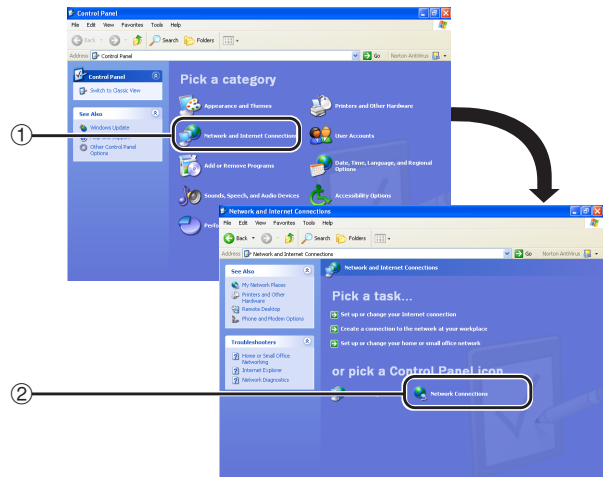 Control Panel
File Edit View Favorites Tools Help
Back Search Folders
Address Control Panel Go Norton AntiVirus
Control Panel
Switch to Classic View
See Also
Windows Update
Other Control Panel
Options
Pick a category
Appearance and Themes
Printers and Other Hardware
① Network and Internet Connections
User Accounts
Add or Remove Programs
Date, Time, Language, and Regional
Options
Sounds, Speech, and Audio Devices
Accessibility Options
Network and Internet Connections
File Edit View Favorites Tools Help
Back Search Folders
Address Network and Internet Connections Go Norton AntiVirus
See Also
My Network Places
Printers and Other
Hardware
Remote Desktop
Phone and Modem Options
Troubleshooters
Home or Small Office
Networking
Internet Explorer
Network Diagnostics
Network and Internet Connections
Pick a task...
Set up or change your Internet connection
Create a connection to the network at your workplace
Set up or change your home or small office network
or pick a Control Panel icon
② Network Connections